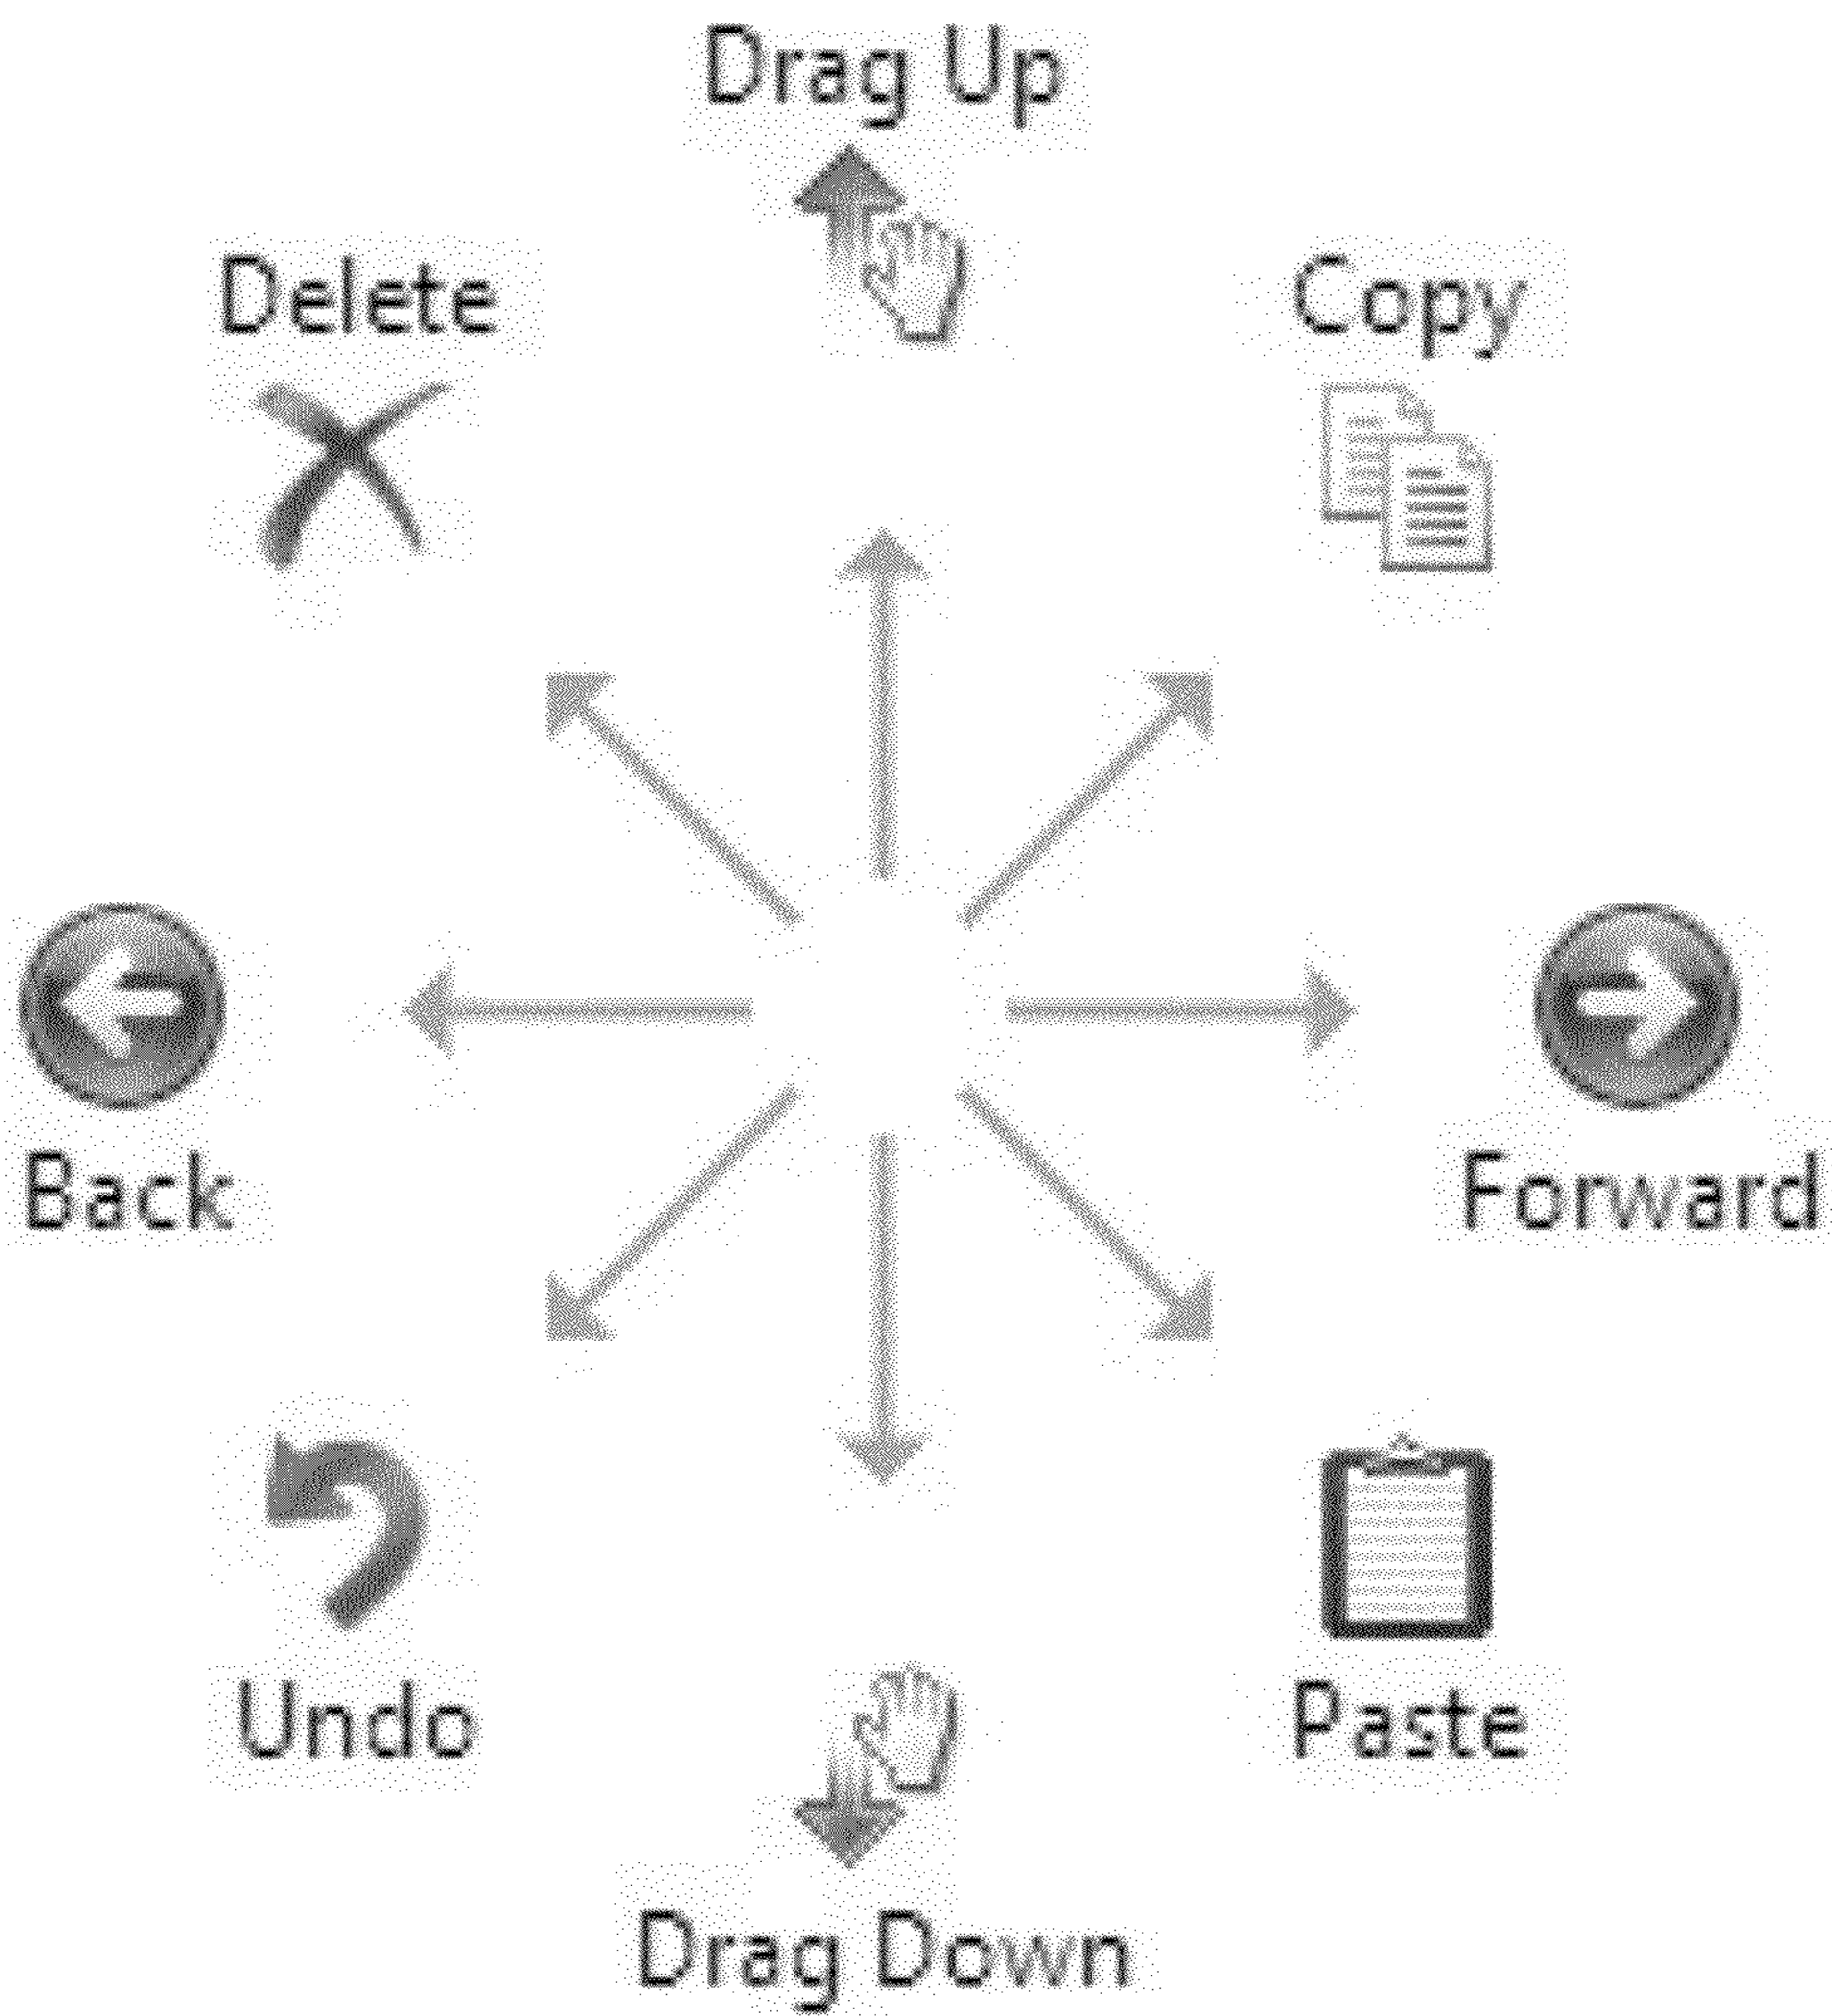 Drag Up
Delete
Copy
Back
Forward
Undo
Paste
Drag Down